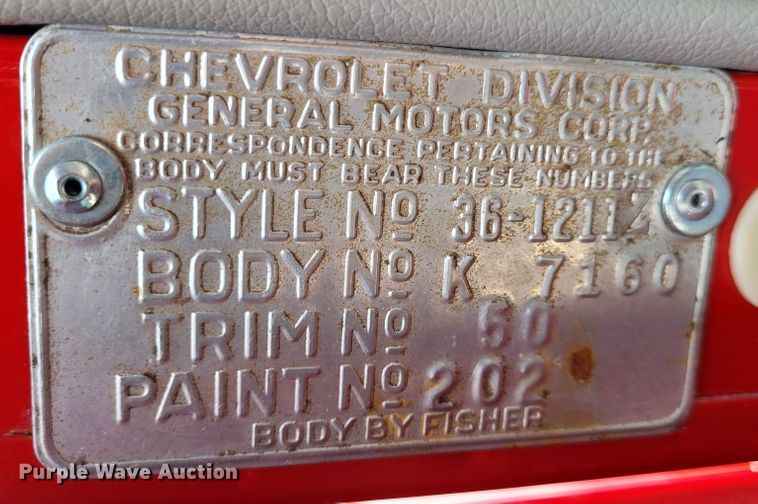 CHEVROLET DIVISION
GENERAL MOTORS CORP.
CORRESPONDENCE PERTAINING TO THE
BODY MUST BEAR THESE NUMBERS
STYLE No 36-1211Z
BODY No K 7160
TRIM No 50
PAINT No 202
BODY BY FISHER
Purple Wave Auction